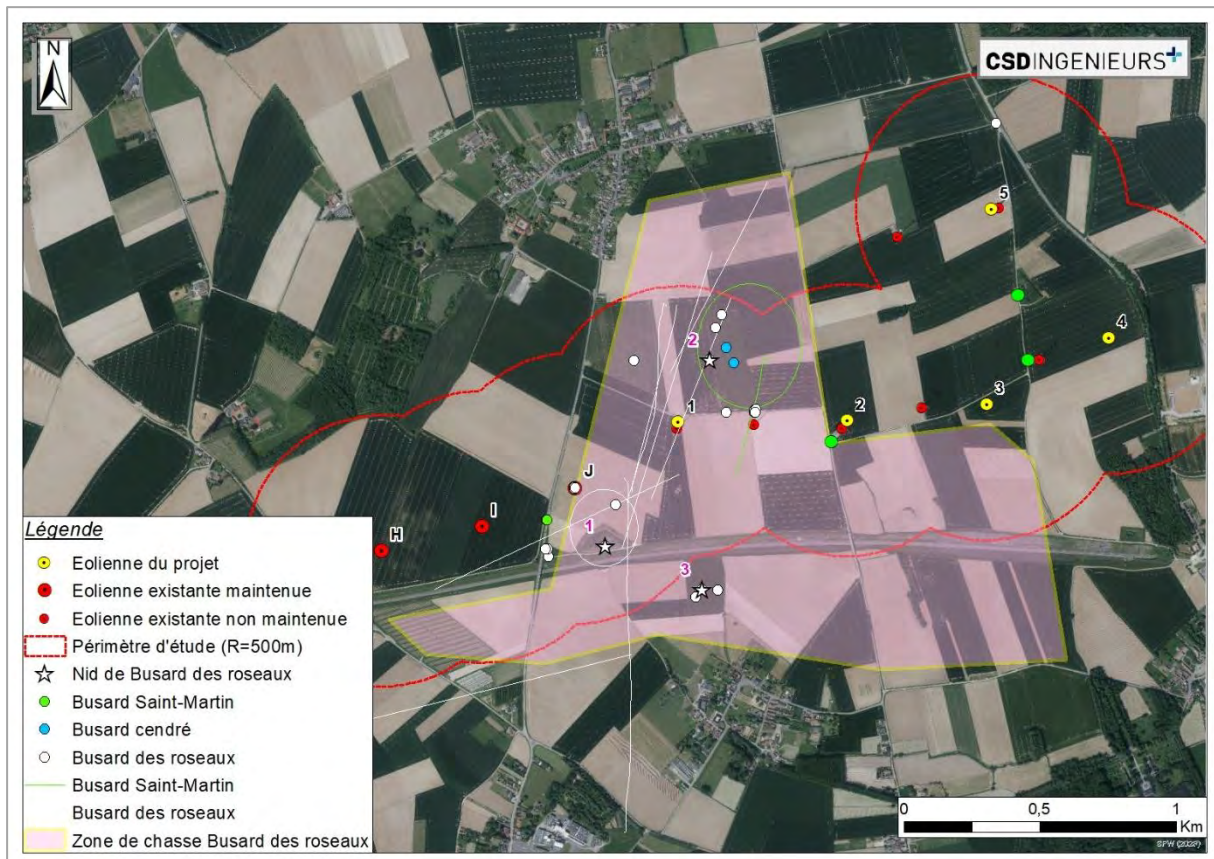 N
CSDINGENIEURS+
5
4
3
2
2
1
J
I
H
1
3
Légende
Eolienne du projet
Eolienne existante maintenue
Eolienne existante non maintenue
Périmètre d'étude (R=500m)
Nid de Busard des roseaux
Busard Saint-Martin
Busard cendré
Busard des roseaux
Busard Saint-Martin
Busard des roseaux
Zone de chasse Busard des roseaux
0 0,5 1
Km